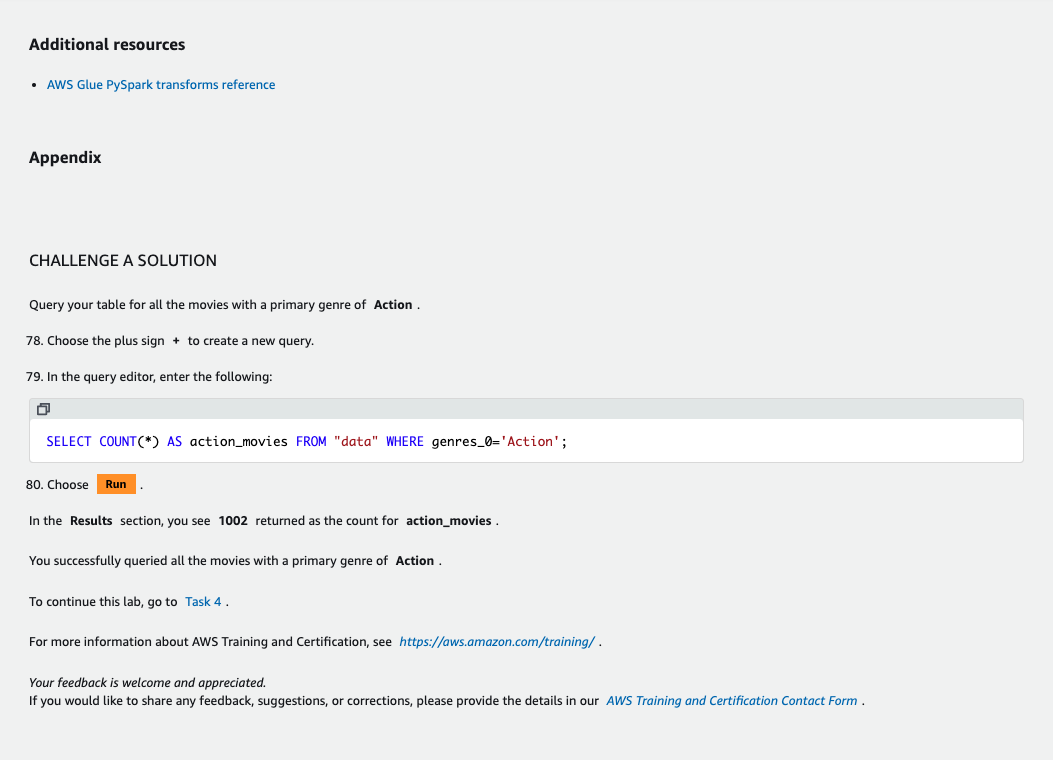 Additional resources
• AWS Glue PySpark transforms reference
Appendix
CHALLENGE A SOLUTION
Query your table for all the movies with a primary genre of Action .
78. Choose the plus sign + to create a new query.
79. In the query editor, enter the following:
SELECT COUNT(*) AS action_movies FROM "data" WHERE genres_0='Action';
80. Choose Run .
In the Results section, you see 1002 returned as the count for action_movies .
You successfully queried all the movies with a primary genre of Action .
To continue this lab, go to Task 4 .
For more information about AWS Training and Certification, see https://aws.amazon.com/training/ .
Your feedback is welcome and appreciated.
If you would like to share any feedback, suggestions, or corrections, please provide the details in our AWS Training and Certification Contact Form .